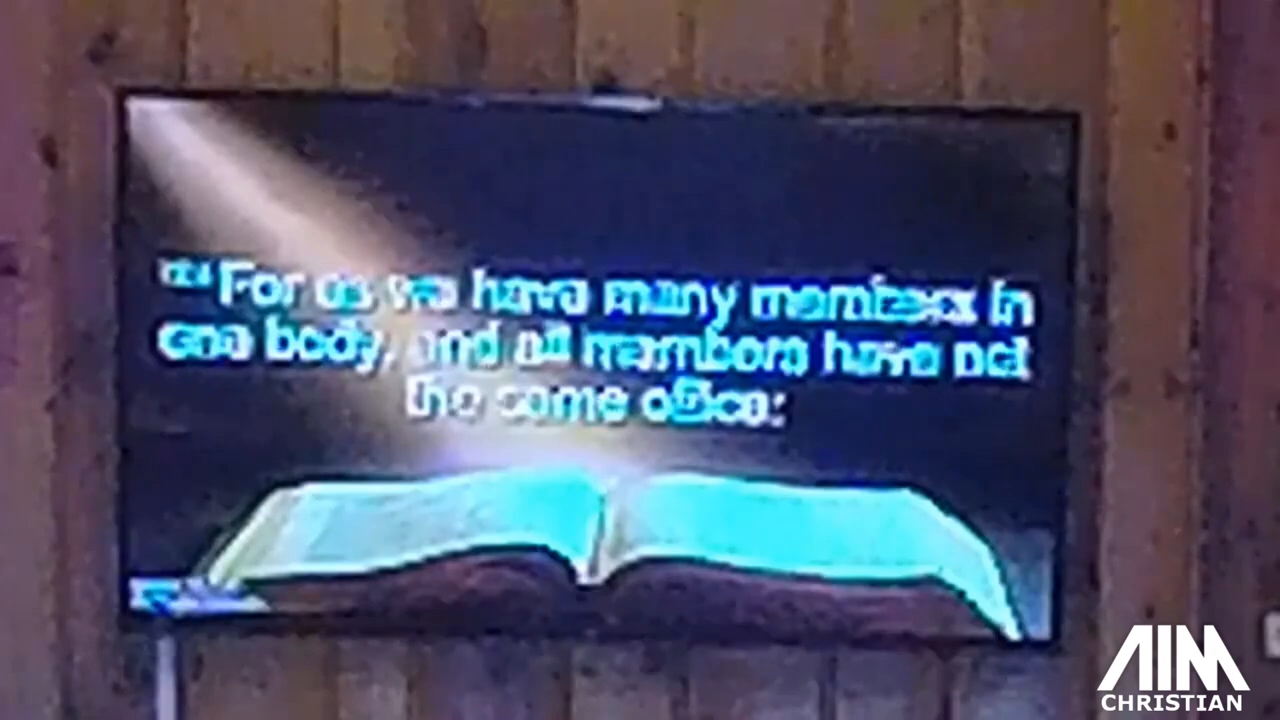 For as we have many members in
one body, and all members have not
the same office:
AIM
CHRISTIAN